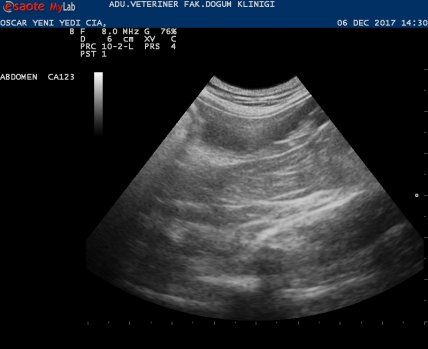 esaote MyLab
ADU.VETERINER FAK.DOGUM KLINIGI
OSCAR YENI YEDI CIA, 06 DEC 2017 14:30
B F 8.0 MHz G 76%
D 6 cm XV C
PRC 10-2-L PRS 4
PST 1
ABDOMEN CA123